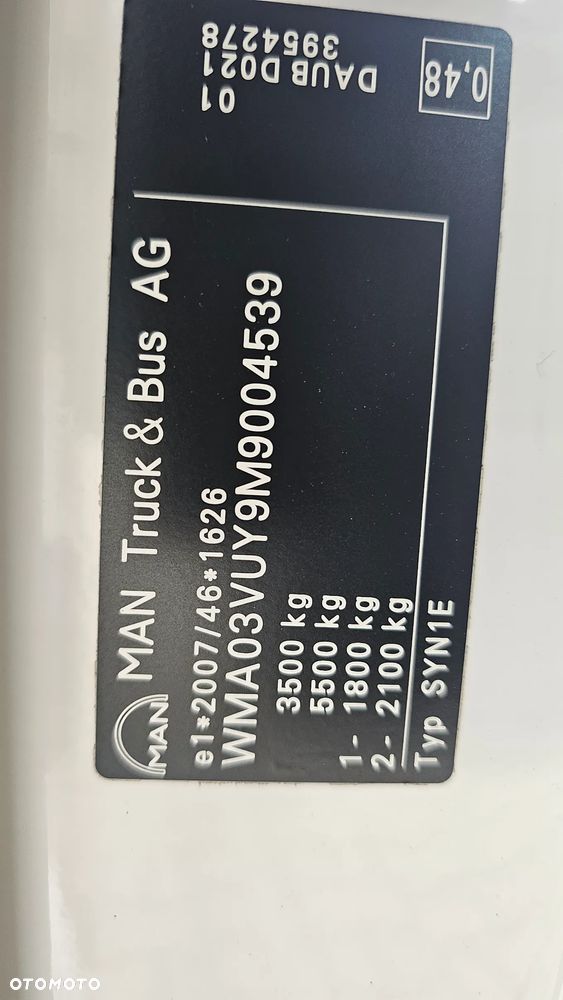 MAN
MAN Truck & Bus AG
e1*2007/46*1626
WMA03VUY9M9004539
3500 kg
5500 kg
1- 1800 kg
2- 2100 kg
Typ SYN1E
01
DAUB D021
3954278
0,48
OTOMOTO